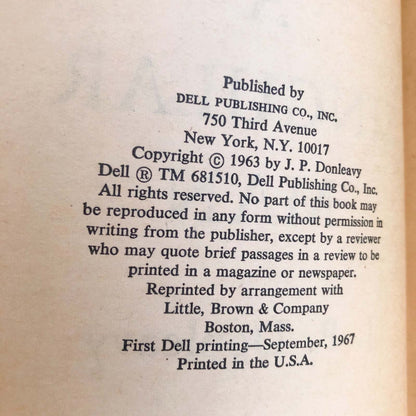 Published by
DELL PUBLISHING CO., INC.
750 Third Avenue
New York, N.Y. 10017
Copyright © 1963 by J. P. Donleavy
Dell ® TM 681510, Dell Publishing Co., Inc.
All rights reserved. No part of this book may
be reproduced in any form without permission in
writing from the publisher, except by a reviewer
who may quote brief passages in a review to be
printed in a magazine or newspaper.
Reprinted by arrangement with
Little, Brown & Company
Boston, Mass.
First Dell printing—September, 1967
Printed in the U.S.A.